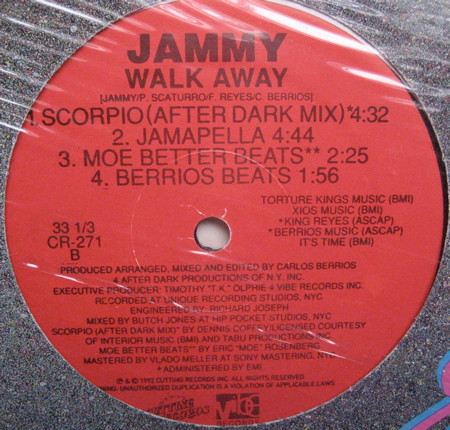 JAMMY
WALK AWAY
[JAMMY/P. SCATURRO/F. REYES/C. BERRIOS]
1. SCORPIO (AFTER DARK MIX)* 4:32
2. JAMAPELLA 4:44
3. MOE BETTER BEATS** 2:25
4. BERRIOS BEATS 1:56
TORTURE KINGS MUSIC (BMI)
XIOS MUSIC (BMI)
*KING REYES (ASCAP)
*BERRIOS MUSIC (ASCAP)
IT'S TIME (BMI)
33 1/3
CR-271
B
PRODUCED ARRANGED, MIXED AND EDITED BY CARLOS BERRIOS
4 AFTER DARK PRODUCTIONS OF N.Y. INC.
EXECUTIVE PRODUCER: TIMOTHY "T.K." OLPHIE 4 VIBE RECORDS INC.
RECORDED AT UNIQUE RECORDING STUDIOS, NYC
ENGINEERED BY: RICHARD JOSEPH
MIXED BY BUTCH JONES AT HIP POCKET STUDIOS, NYC
SCORPIO (AFTER DARK MIX)* BY DENNIS COFFEY/LICENSED COURTESY
OF INTERIOR MUSIC (BMI) AND TABU PRODUCTIONS INC.
MOE BETTER BEATS** BY ERIC "MOE" ROSENBERG
MASTERED BY VLADO MELLER AT SONY MASTERING, NYC
* ADMINISTERED BY EMI
℗ & © 1992 CUTTING RECORDS INC. ALL RIGHTS RESERVED.
WARNING. UNAUTHORIZED DUPLICATION IS A VIOLATION OF APPLICABLE LAWS.
CUTTING RECORDS
VIBE RECORDS